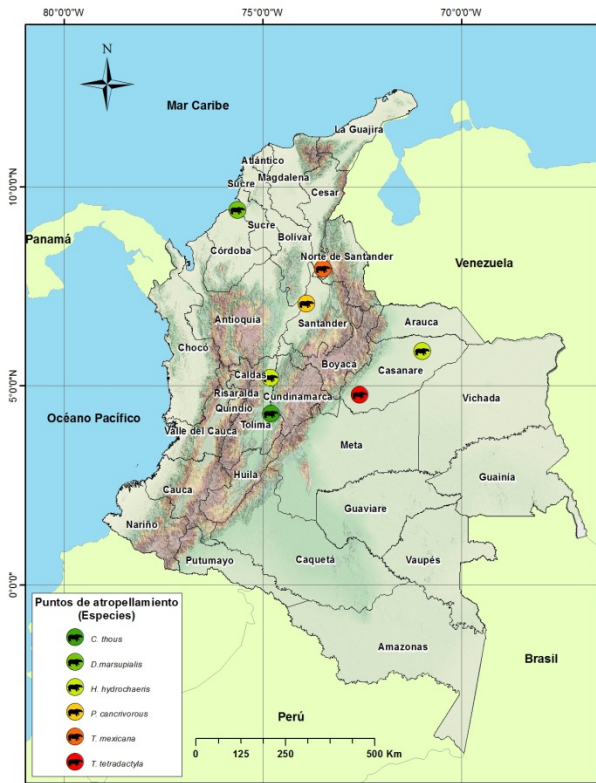 80°0'0"W 75°0'0"W 70°0'0"W
N
Mar Caribe
La Guajira
Atlántico
Magdalena
Cesar
Sucre
10°0'0"N
Sucre
Bolívar
Panamá
Córdoba
Norte de Santander
Venezuela
Antioquia
Santander
Arauca
Chocó
Boyacá
Casanare
Caldas
5°0'0"N
Risaralda
Cundinamarca
Vichada
Océano Pacífico
Quindío
Tolima
Valle del Cauca
Meta
Huila
Guainía
Cauca
Guaviare
Nariño
Putumayo
Caquetá
Vaupés
0°0'0"
Amazonas
Brasil
Perú
Puntos de atropellamiento
(Especies)
C. thous
D.marsupialis
H. hydrochaeris
P. cancrivorous
T. mexicana
T. tetradactyla
0 125 250 500 Km